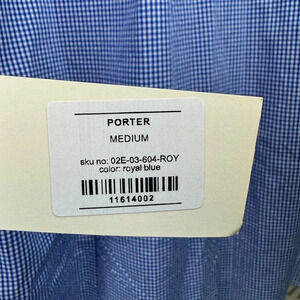 PORTER
MEDIUM
sku no: 02E-03-604-ROY
color: royal blue
11614002